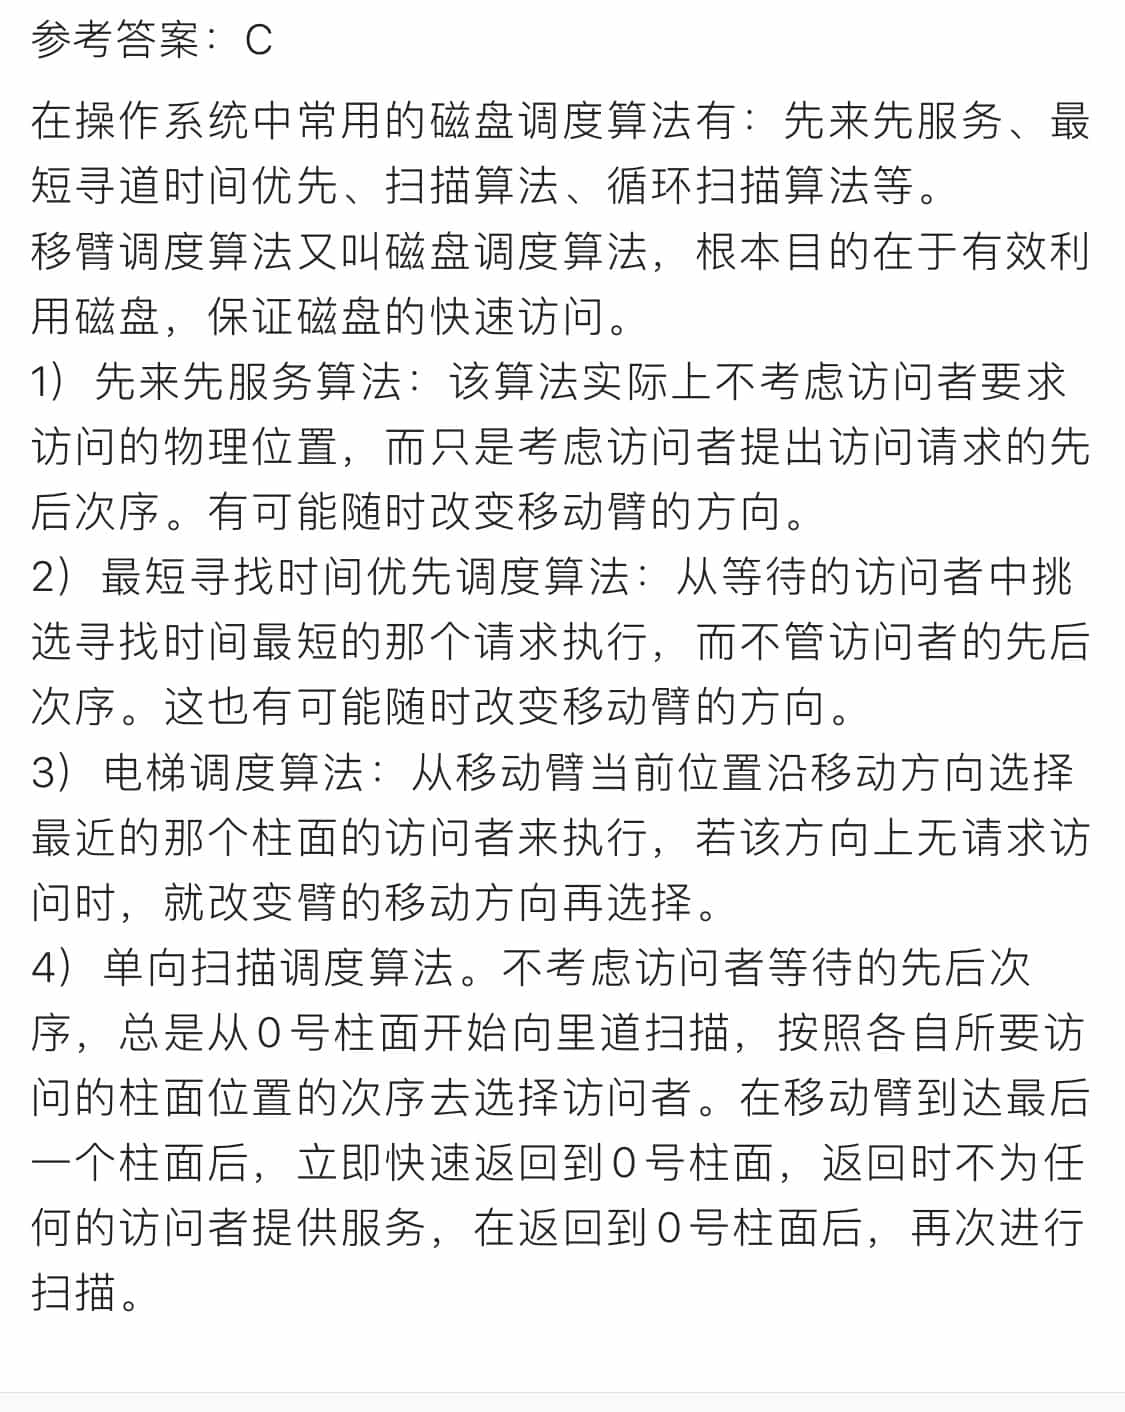 参考答案：C
在操作系统中常用的磁盘调度算法有：先来先服务、最
短寻道时间优先、扫描算法、循环扫描算法等。
移臂调度算法又叫磁盘调度算法，根本目的在于有效利
用磁盘，保证磁盘的快速访问。
1）先来先服务算法：该算法实际上不考虑访问者要求
访问的物理位置，而只是考虑访问者提出访问请求的先
后次序。有可能随时改变移动臂的方向。
2）最短寻找时间优先调度算法：从等待的访问者中挑
选寻找时间最短的那个请求执行，而不管访问者的先后
次序。这也有可能随时改变移动臂的方向。
3）电梯调度算法：从移动臂当前位置沿移动方向选择
最近的那个柱面的访问者来执行，若该方向上无请求访
问时，就改变臂的移动方向再选择。
4）单向扫描调度算法。不考虑访问者等待的先后次
序，总是从0号柱面开始向里道扫描，按照各自所要访
问的柱面位置的次序去选择访问者。在移动臂到达最后
一个柱面后，立即快速返回到0号柱面，返回时不为任
何的访问者提供服务，在返回到0号柱面后，再次进行
扫描。